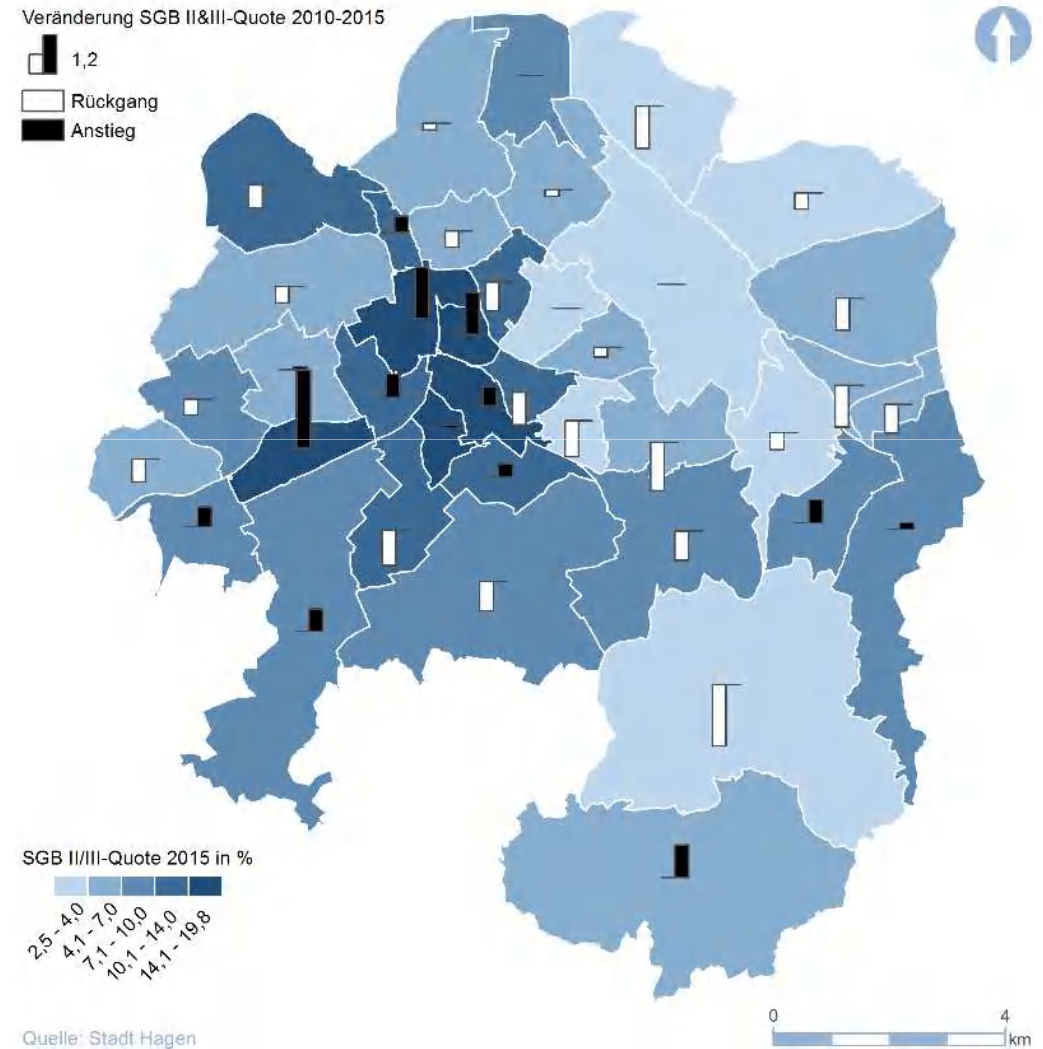 Veränderung SGB II&III-Quote 2010-2015
1,2
Rückgang
Anstieg
SGB II/III-Quote 2015 in %
2,5 - 4,0
4,1 - 7,0
7,1 - 10,0
10,1 - 14,0
14,1 - 19,8
Quelle: Stadt Hagen
0 4
km